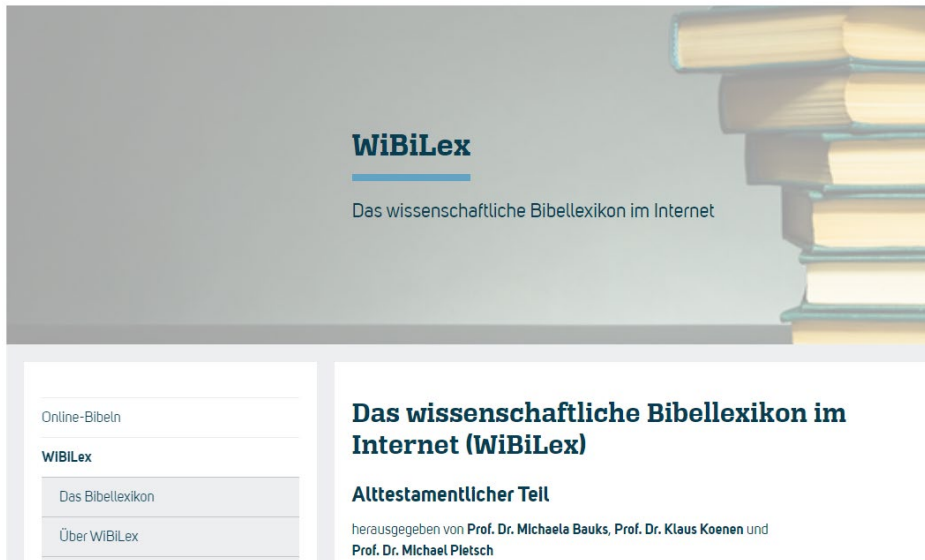 WiBiLex
Das wissenschaftliche Bibellexikon im Internet
Online-Bibeln
WiBiLex
Das Bibellexikon
Über WiBiLex
Das wissenschaftliche Bibellexikon im
Internet (WiBiLex)
Alttestamentlicher Teil
herausgegeben von Prof. Dr. Michaela Bauks, Prof. Dr. Klaus Koenen und
Prof. Dr. Michael Pietsch